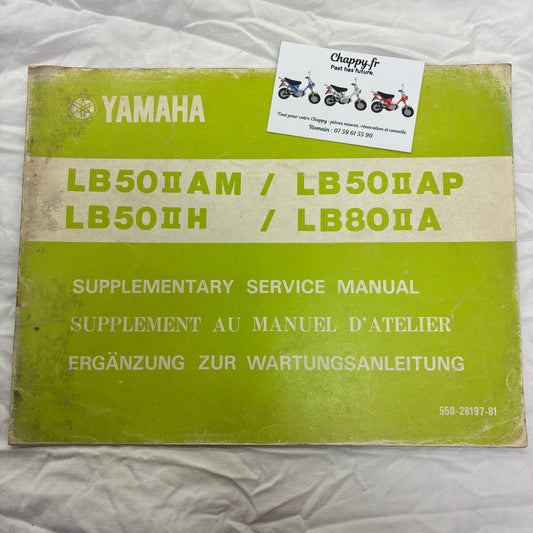 Chappy.fr
Past has future.
Tout pour votre Chappy : pièces neuves, rénovation et conseils.
Romain : 07 59 61 55 90
YAMAHA
LB50IIAM / LB50IIAP
LB50IIH / LB80IIA
SUPPLEMENTARY SERVICE MANUAL
SUPPLEMENT AU MANUEL D'ATELIER
ERGÄNZUNG ZUR WARTUNGSANLEITUNG
550-28197-81